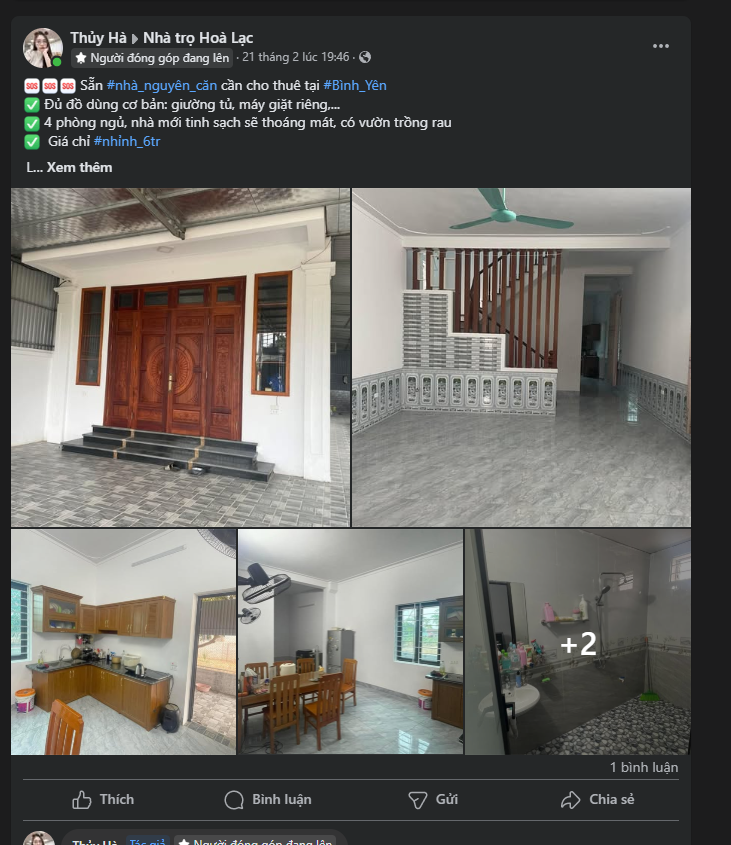 Thủy Hà ▸ Nhà trọ Hoà Lạc
Người đóng góp đang lên · 21 tháng 2 lúc 19:46 ·
🆘🆘🆘 Sẵn #nhà_nguyên_căn cần cho thuê tại #Bình_Yên
✅ Đủ đồ dùng cơ bản: giường tủ, máy giặt riêng,...
✅ 4 phòng ngủ, nhà mới tinh sạch sẽ thoáng mát, có vườn trồng rau
✅ Giá chỉ #nhỉnh_6tr
L... Xem thêm
+2
1 bình luận
Thích
Bình luận
Gửi
Chia sẻ
Thủy Hà Tác giả Người đóng góp đang lên